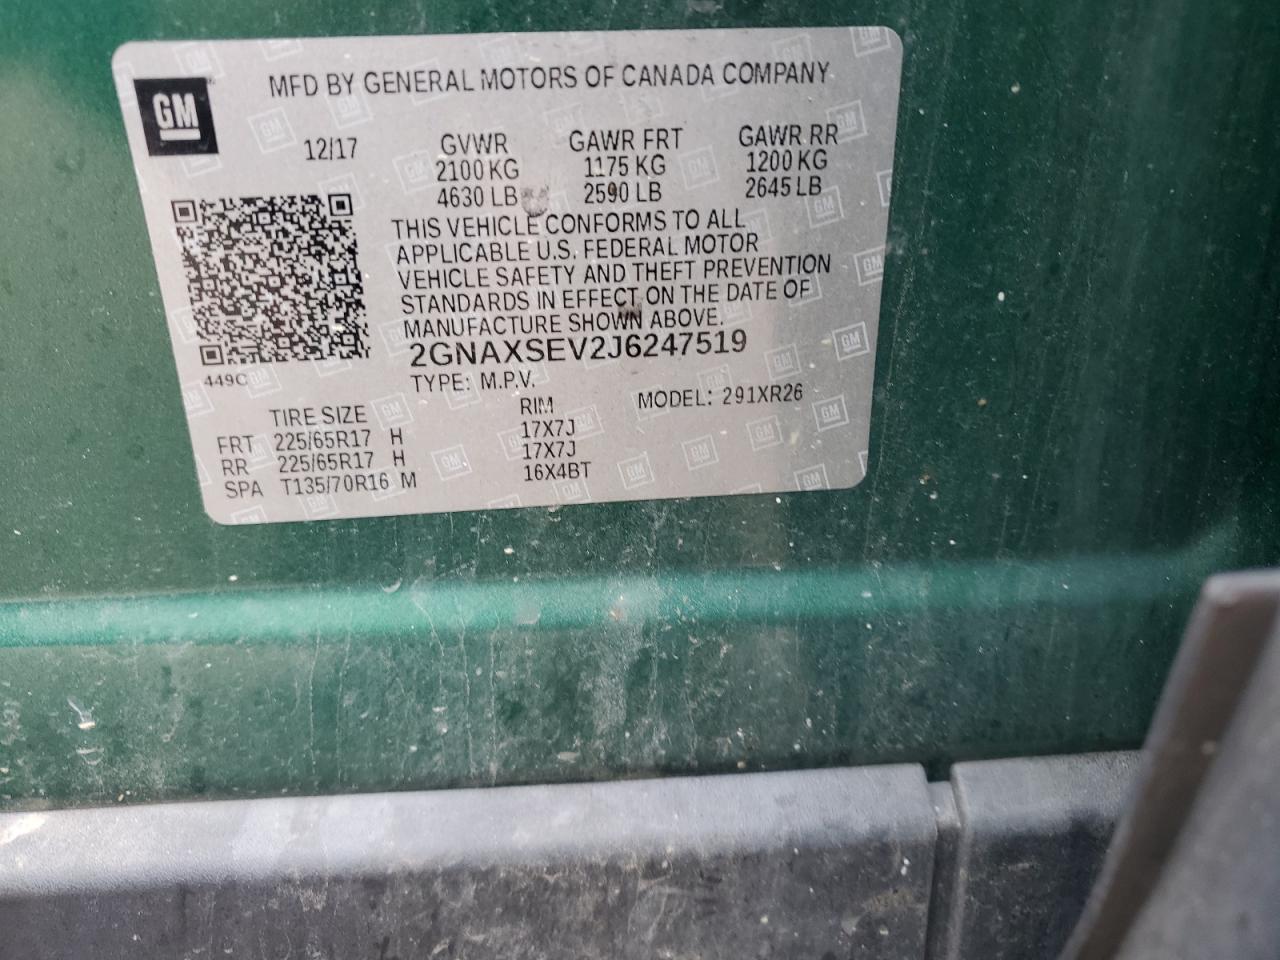 MFD BY GENERAL MOTORS OF CANADA COMPANY
GM
12/17
GVWR GAWR FRT GAWR RR
2100 KG 1175 KG 1200 KG
4630 LB 2590 LB 2645 LB
THIS VEHICLE CONFORMS TO ALL
APPLICABLE U.S. FEDERAL MOTOR
VEHICLE SAFETY AND THEFT PREVENTION
STANDARDS IN EFFECT ON THE DATE OF
MANUFACTURE SHOWN ABOVE.
2GNAXSEV2J6247519
449C
TYPE: M.P.V. MODEL: 291XR26
TIRE SIZE RIM
FRT 225/65R17 H 17X7J
RR 225/65R17 H 17X7J
SPA T135/70R16 M 16X4BT